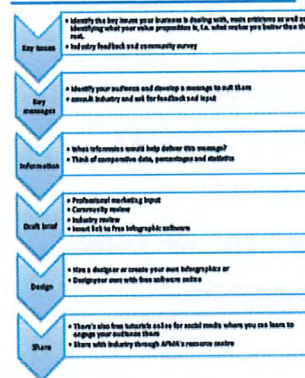 Key issues
• Identify the key issues your business is dealing with, main criticisms as well as
identifying what your value proposition is, i.e. what makes you better than the
rest.
• Industry feedback and community survey
Key
messages
• Identify your audience and develop a message to suit them
• consult industry and ask for feedback and input
Information
• What information would help deliver this message?
• Think of comparative data, percentages and statistics
Draft brief
• Professional marketing input
• Community review
• Industry review
• Insert link to free infographic software
Design
• Hire a designer or create your own infographics or
• Design your own with free software online
Share
• There's also free tutorials online for social media where you can learn to
engage your audience there
• Share with industry through AFMA's resource centre